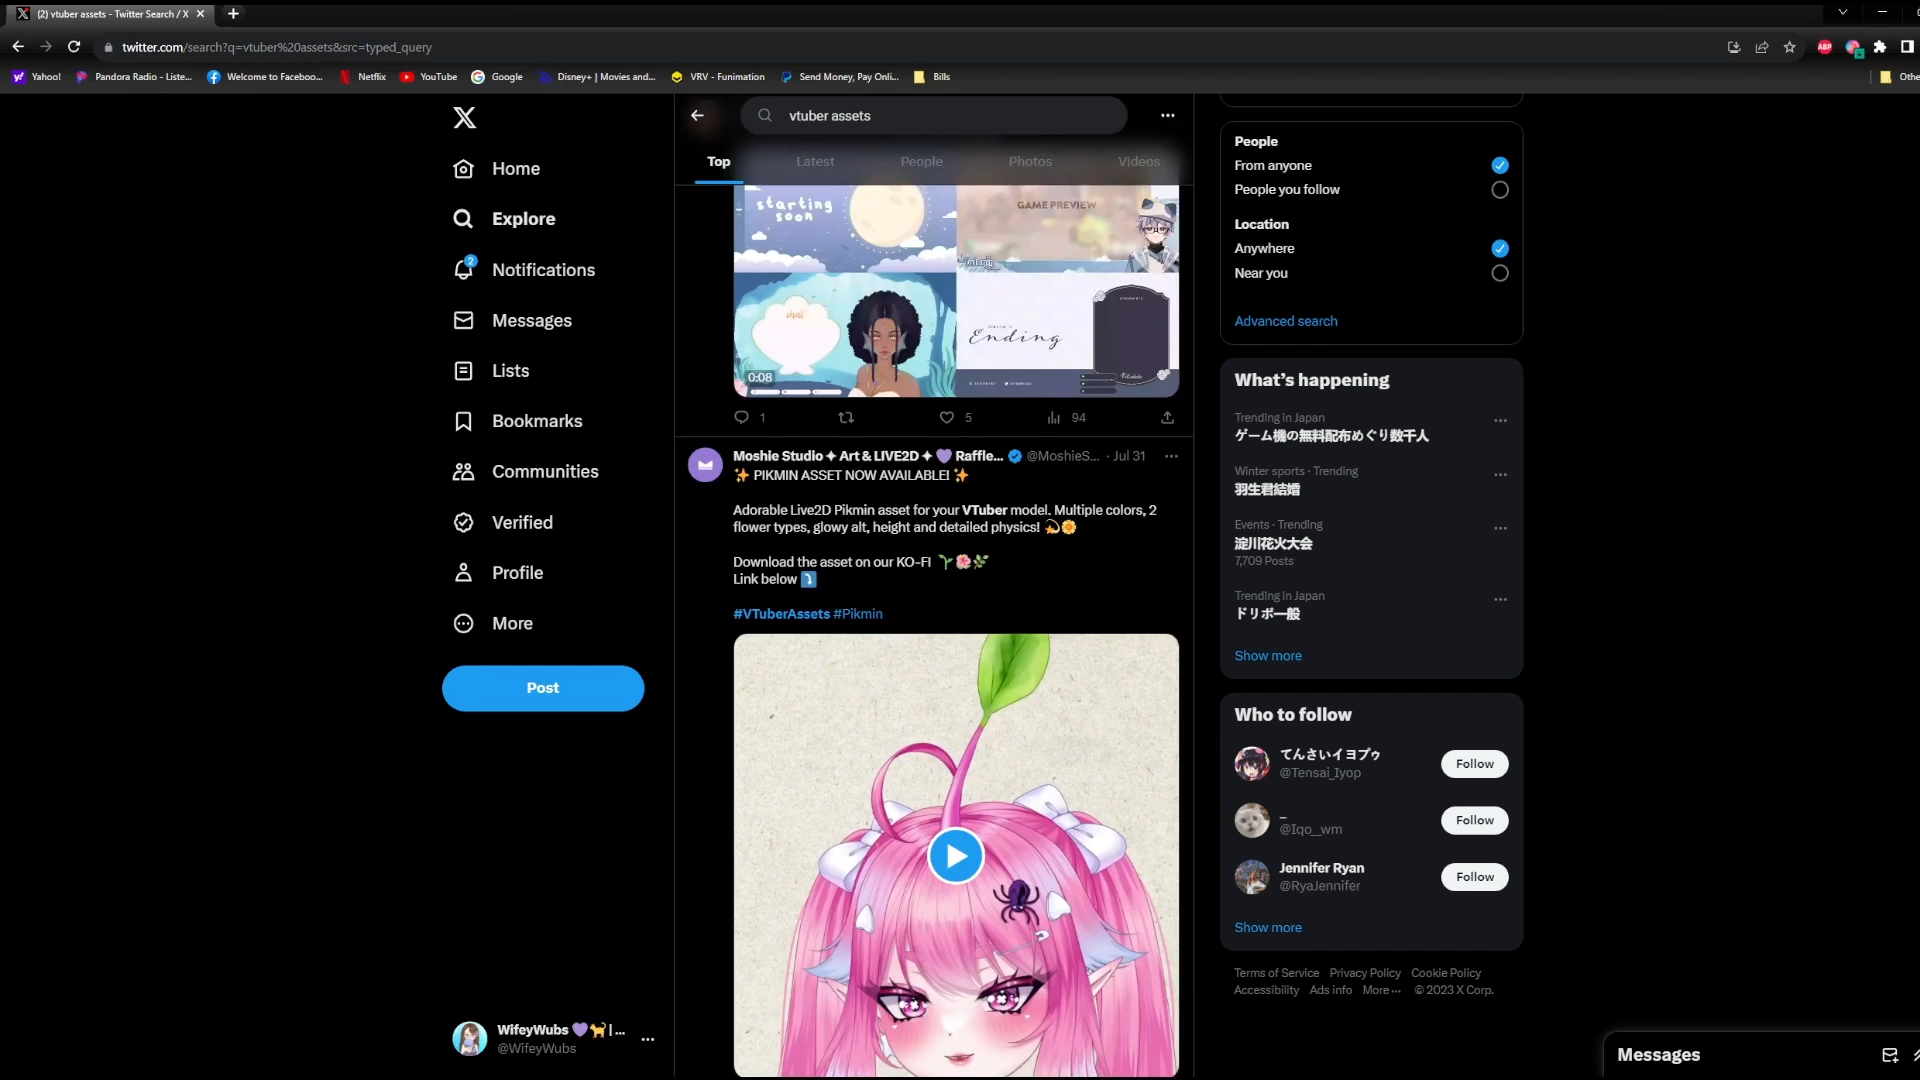 (2) vtuber assets - Twitter Search / X
twitter.com/search?q=vtuber%20assets&src=typed_query
ABP
Yahoo!
Pandora Radio - Liste...
Welcome to Faceboo...
Netflix
YouTube
Google
Disney+ | Movies and...
VRV - Funimation
Send Money, Pay Onli...
Bills
Othe
Home
Explore
2
Notifications
Messages
Lists
Bookmarks
Communities
Verified
Profile
More
Post
WifeyWubs 💜🐈| ...
@WifeyWubs
vtuber assets
Top
Latest
People
Photos
Videos
starting
soon
GAME PREVIEW
chat
Ending
0:08
1
5
94
Moshie Studio ✦ Art & LIVE2D ✦ 💜 Raffle... @MoshieS... · Jul 31
✨ PIKMIN ASSET NOW AVAILABLE! ✨
Adorable Live2D Pikmin asset for your VTuber model. Multiple colors, 2
flower types, glowy alt, height and detailed physics! 💫🌼
Download the asset on our KO-FI 🌱🌺🌿
Link below ⤵️
#VTuberAssets #Pikmin
People
From anyone
People you follow
Location
Anywhere
Near you
Advanced search
What's happening
Trending in Japan
ゲーム機の無料配布めぐり数千人
Winter sports · Trending
羽生君結婚
Events · Trending
淀川花火大会
7,709 Posts
Trending in Japan
ドリボ一般
Show more
Who to follow
てんさいイヨプゥ
@Tensai_Iyop
Follow
_
@Iqo__wm
Follow
Jennifer Ryan
@RyaJennifer
Follow
Show more
Terms of Service Privacy Policy Cookie Policy
Accessibility Ads info More ··· © 2023 X Corp.
Messages